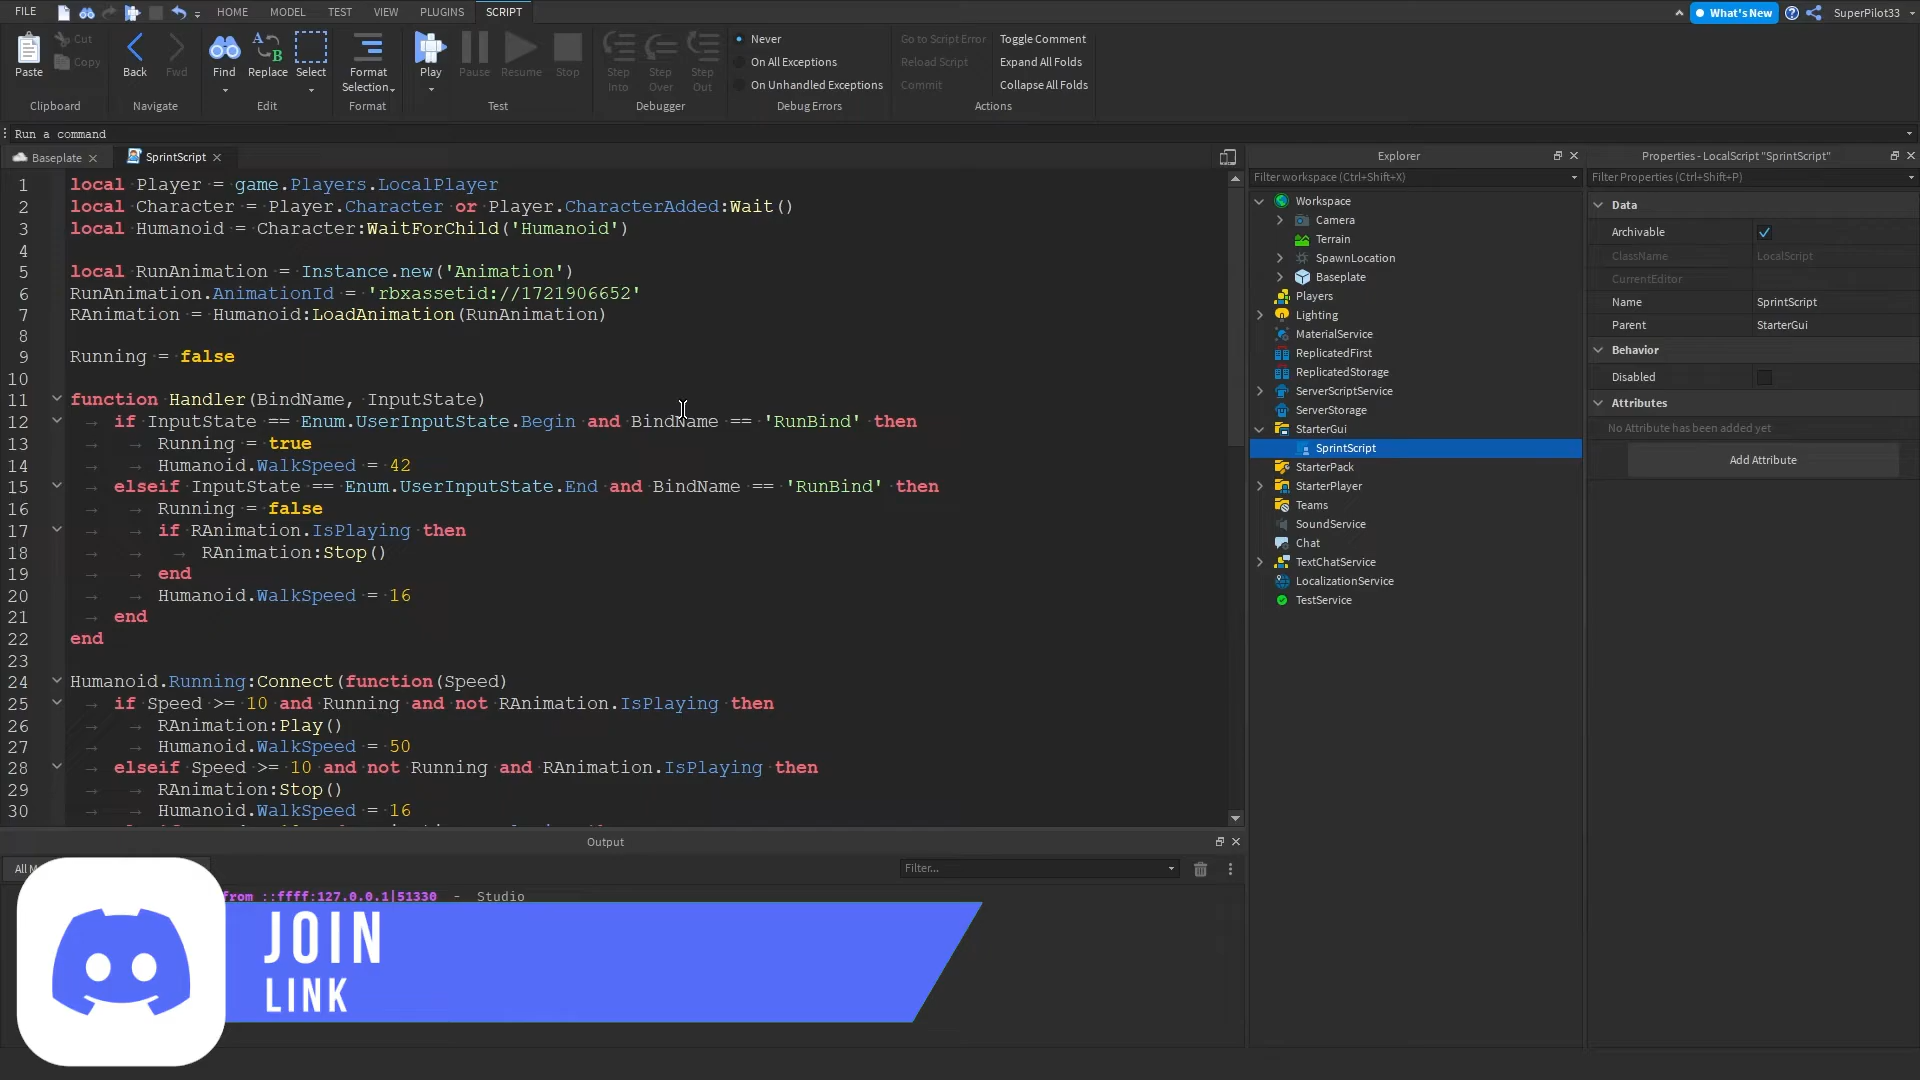 FILE
HOME
MODEL
TEST
VIEW
PLUGINS
SCRIPT
What's New
SuperPilot33
Paste
Cut
Copy
Clipboard
Back
Fwd
Navigate
Find
Replace
Select
Edit
Format
Selection
Format
Play
Pause
Resume
Stop
Test
Step
Into
Step
Over
Step
Out
Debugger
Never
On All Exceptions
On Unhandled Exceptions
Debug Errors
Go to Script Error
Reload Script
Commit
Toggle Comment
Expand All Folds
Collapse All Folds
Actions
Run a command
Baseplate
SprintScript
1 local Player = game.Players.LocalPlayer
2 local Character = Player.Character or Player.CharacterAdded:Wait()
3 local Humanoid = Character:WaitForChild('Humanoid')
4
5 local RunAnimation = Instance.new('Animation')
6 RunAnimation.AnimationId = 'rbxassetid://1721906652'
7 RAnimation = Humanoid:LoadAnimation(RunAnimation)
8
9 Running = false
10
11 function Handler(BindName, InputState)
12 if InputState == Enum.UserInputState.Begin and BindName == 'RunBind' then
13 Running = true
14 Humanoid.WalkSpeed = 42
15 elseif InputState == Enum.UserInputState.End and BindName == 'RunBind' then
16 Running = false
17 if RAnimation.IsPlaying then
18 RAnimation:Stop()
19 end
20 Humanoid.WalkSpeed = 16
21 end
22 end
23
24 Humanoid.Running:Connect(function(Speed)
25 if Speed >= 10 and Running and not RAnimation.IsPlaying then
26 RAnimation:Play()
27 Humanoid.WalkSpeed = 50
28 elseif Speed >= 10 and not Running and RAnimation.IsPlaying then
29 RAnimation:Stop()
30 Humanoid.WalkSpeed = 16
Output
All M
Filter...
from ::ffff:127.0.0.1|51330 - Studio
JOIN
LINK
Explorer
Filter workspace (Ctrl+Shift+X)
Workspace
Camera
Terrain
SpawnLocation
Baseplate
Players
Lighting
MaterialService
ReplicatedFirst
ReplicatedStorage
ServerScriptService
ServerStorage
StarterGui
SprintScript
StarterPack
StarterPlayer
Teams
SoundService
Chat
TextChatService
LocalizationService
TestService
Properties - LocalScript "SprintScript"
Filter Properties (Ctrl+Shift+P)
Data
Archivable
ClassName LocalScript
CurrentEditor
Name SprintScript
Parent StarterGui
Behavior
Disabled
Attributes
No Attribute has been added yet
Add Attribute